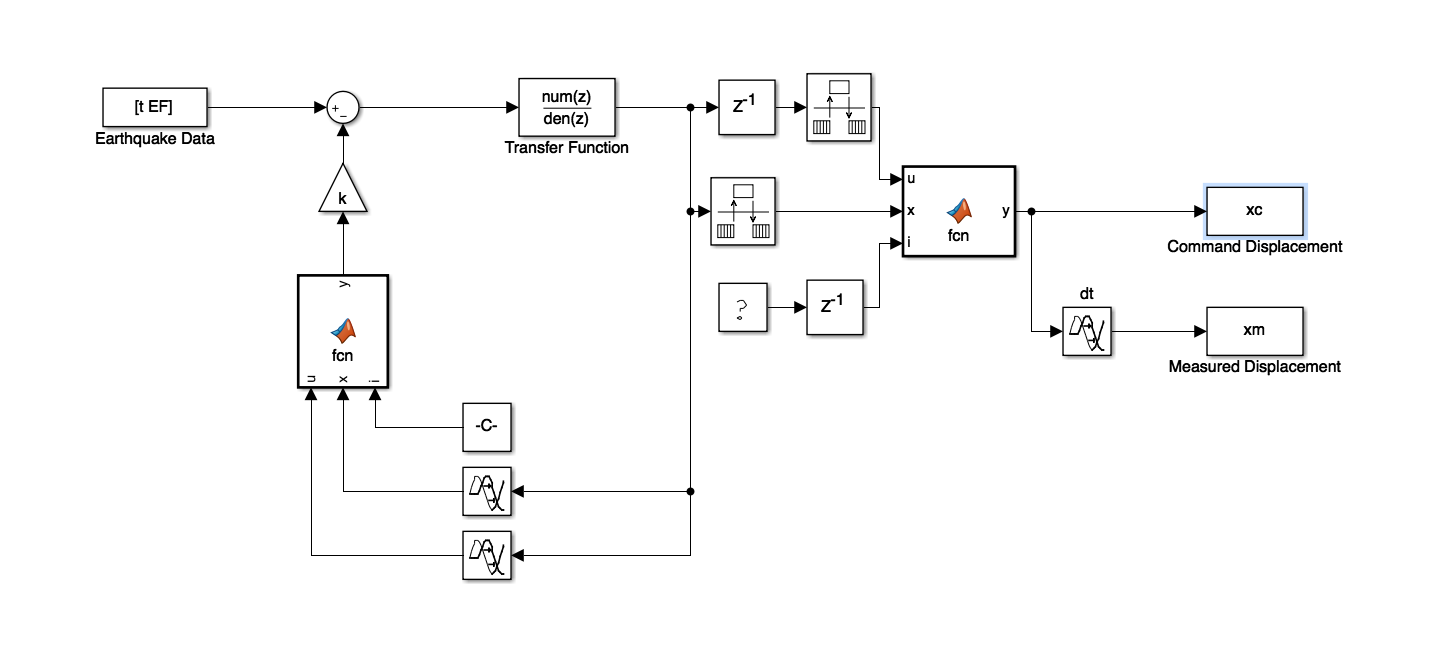 [t EF]
Earthquake Data
+
−
k
num(z)
den(z)
Transfer Function
z-1
u
x
i
fcn
y
?
z-1
xc
Command Displacement
dt
xm
Measured Displacement
y
fcn
u
x
i
-C-